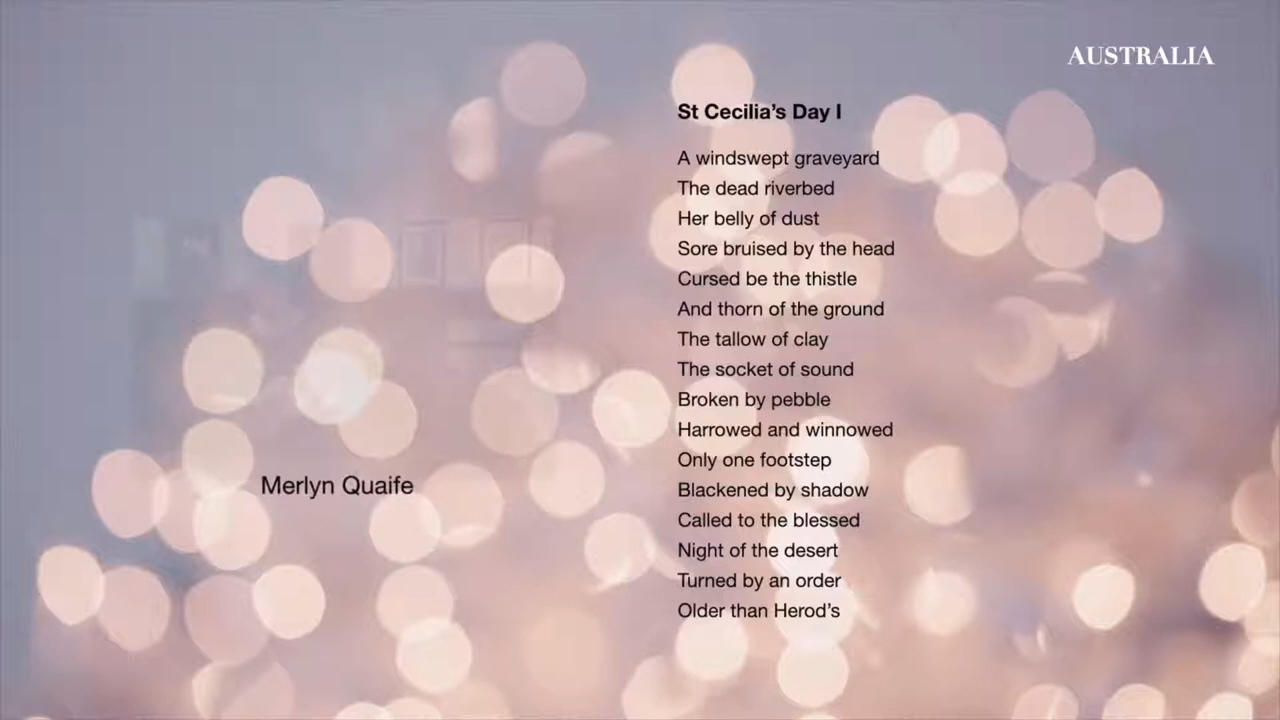 AUSTRALIA
St Cecilia's Day I
A windswept graveyard
The dead riverbed
Her belly of dust
Sore bruised by the head
Cursed be the thistle
And thorn of the ground
The tallow of clay
The socket of sound
Broken by pebble
Harrowed and winnowed
Only one footstep
Blackened by shadow
Called to the blessed
Night of the desert
Turned by an order
Older than Herod's
Merlyn Quaife